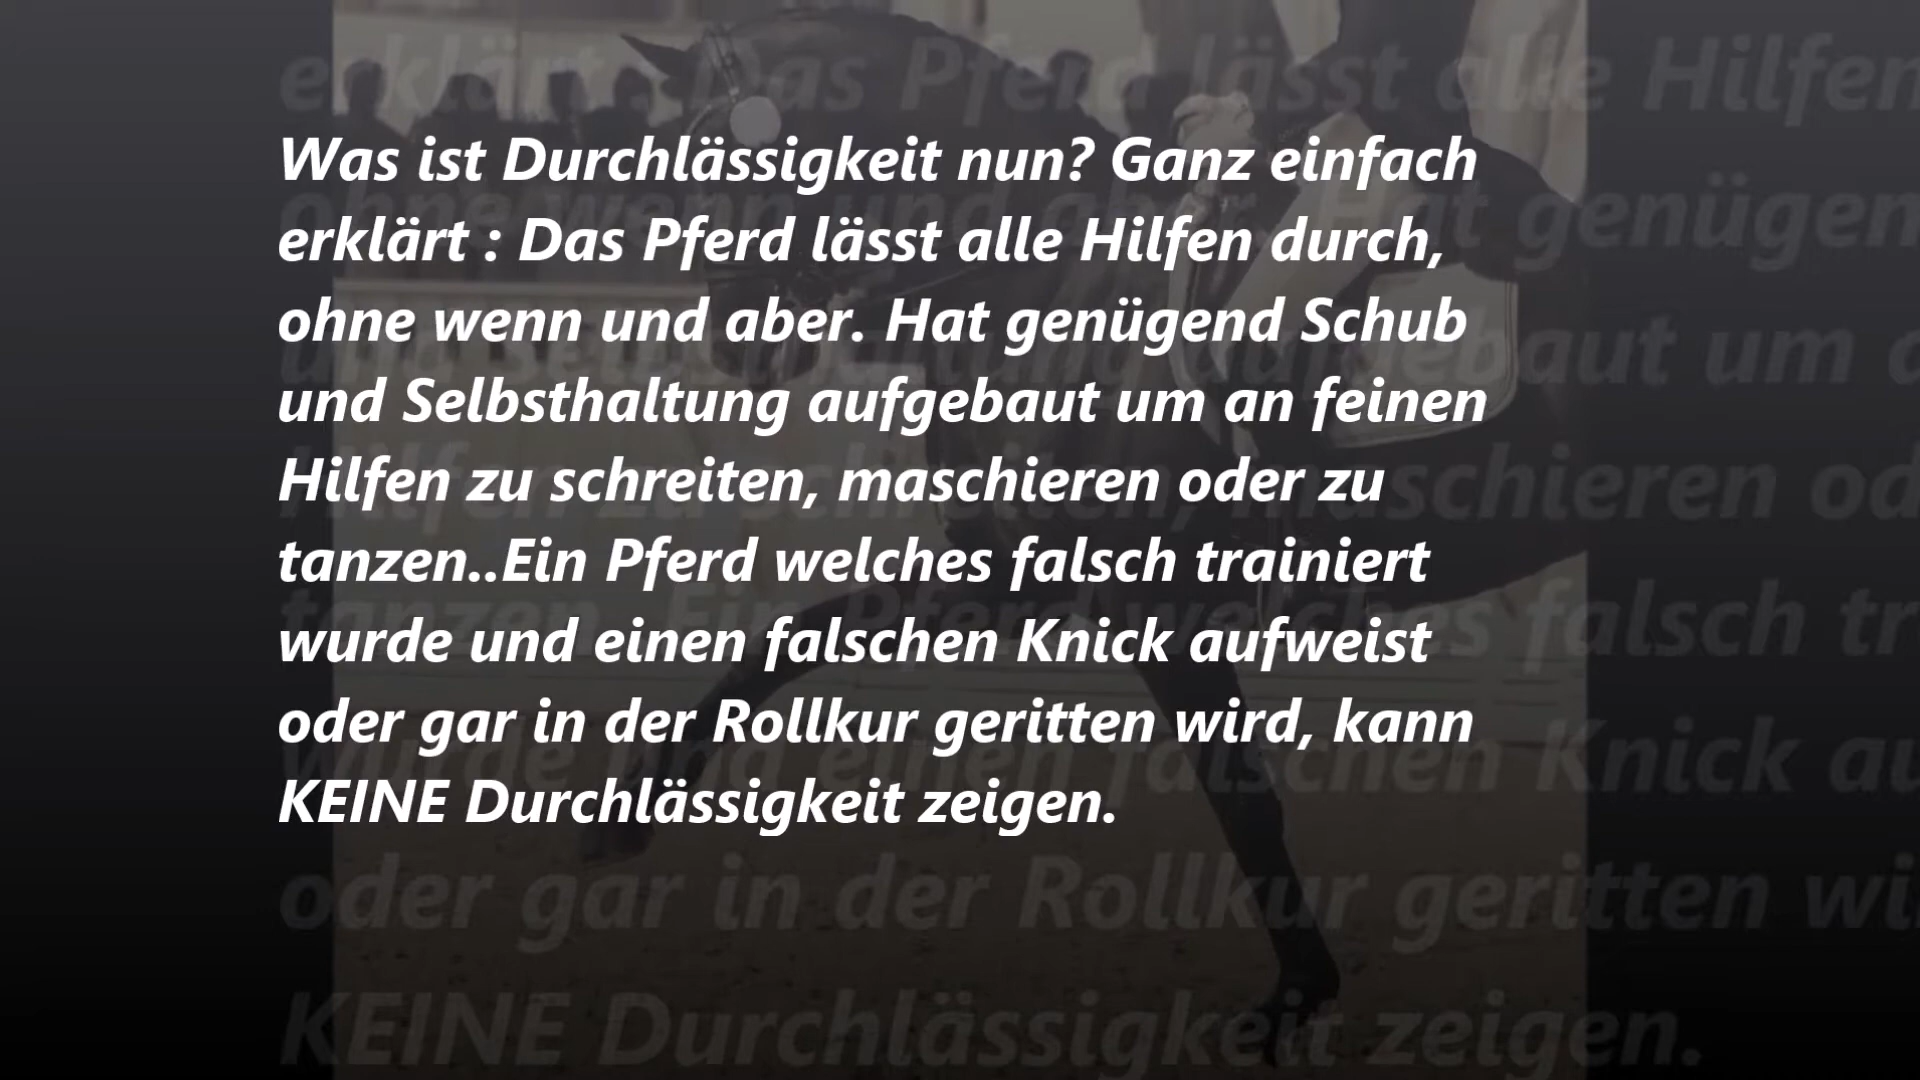 Was ist Durchlässigkeit nun? Ganz einfach
erklärt : Das Pferd lässt alle Hilfen durch,
ohne wenn und aber. Hat genügend Schub
und Selbsthaltung aufgebaut um an feinen
Hilfen zu schreiten, maschieren oder zu
tanzen..Ein Pferd welches falsch trainiert
wurde und einen falschen Knick aufweist
oder gar in der Rollkur geritten wird, kann
KEINE Durchlässigkeit zeigen.